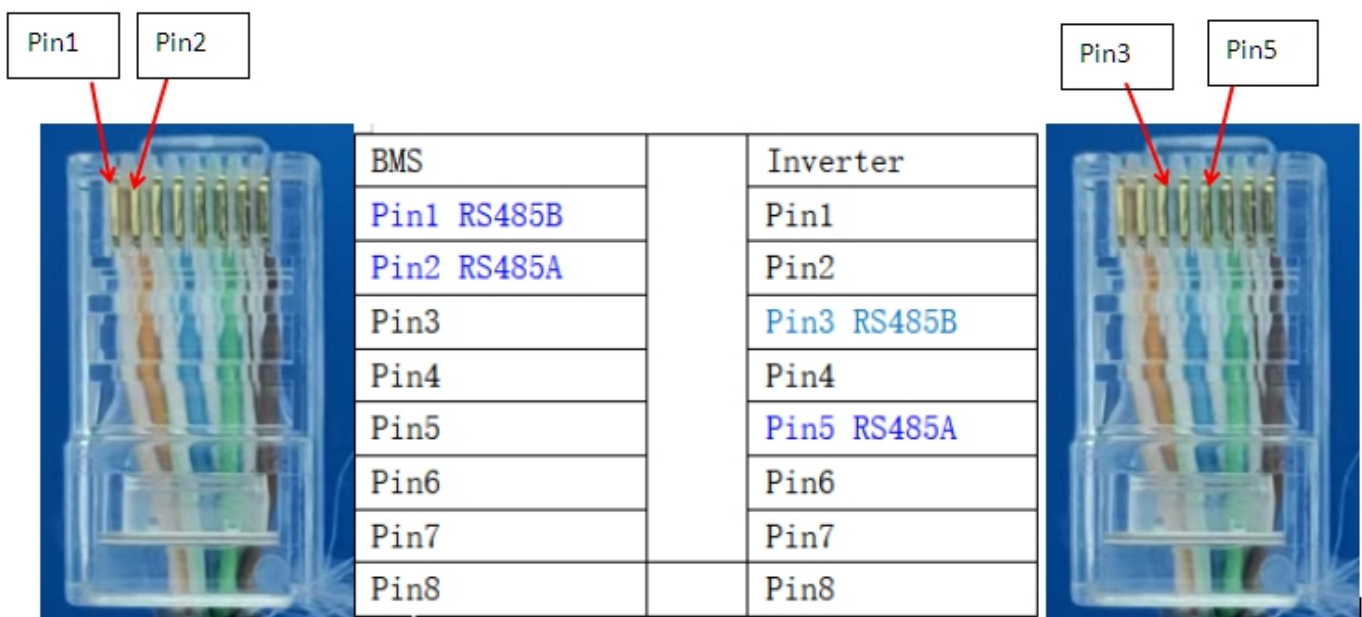 Pin1 Pin2
Pin3 Pin5
BMS Inverter
Pin1 RS485B Pin1
Pin2 RS485A Pin2
Pin3 Pin3 RS485B
Pin4 Pin4
Pin5 Pin5 RS485A
Pin6 Pin6
Pin7 Pin7
Pin8 Pin8